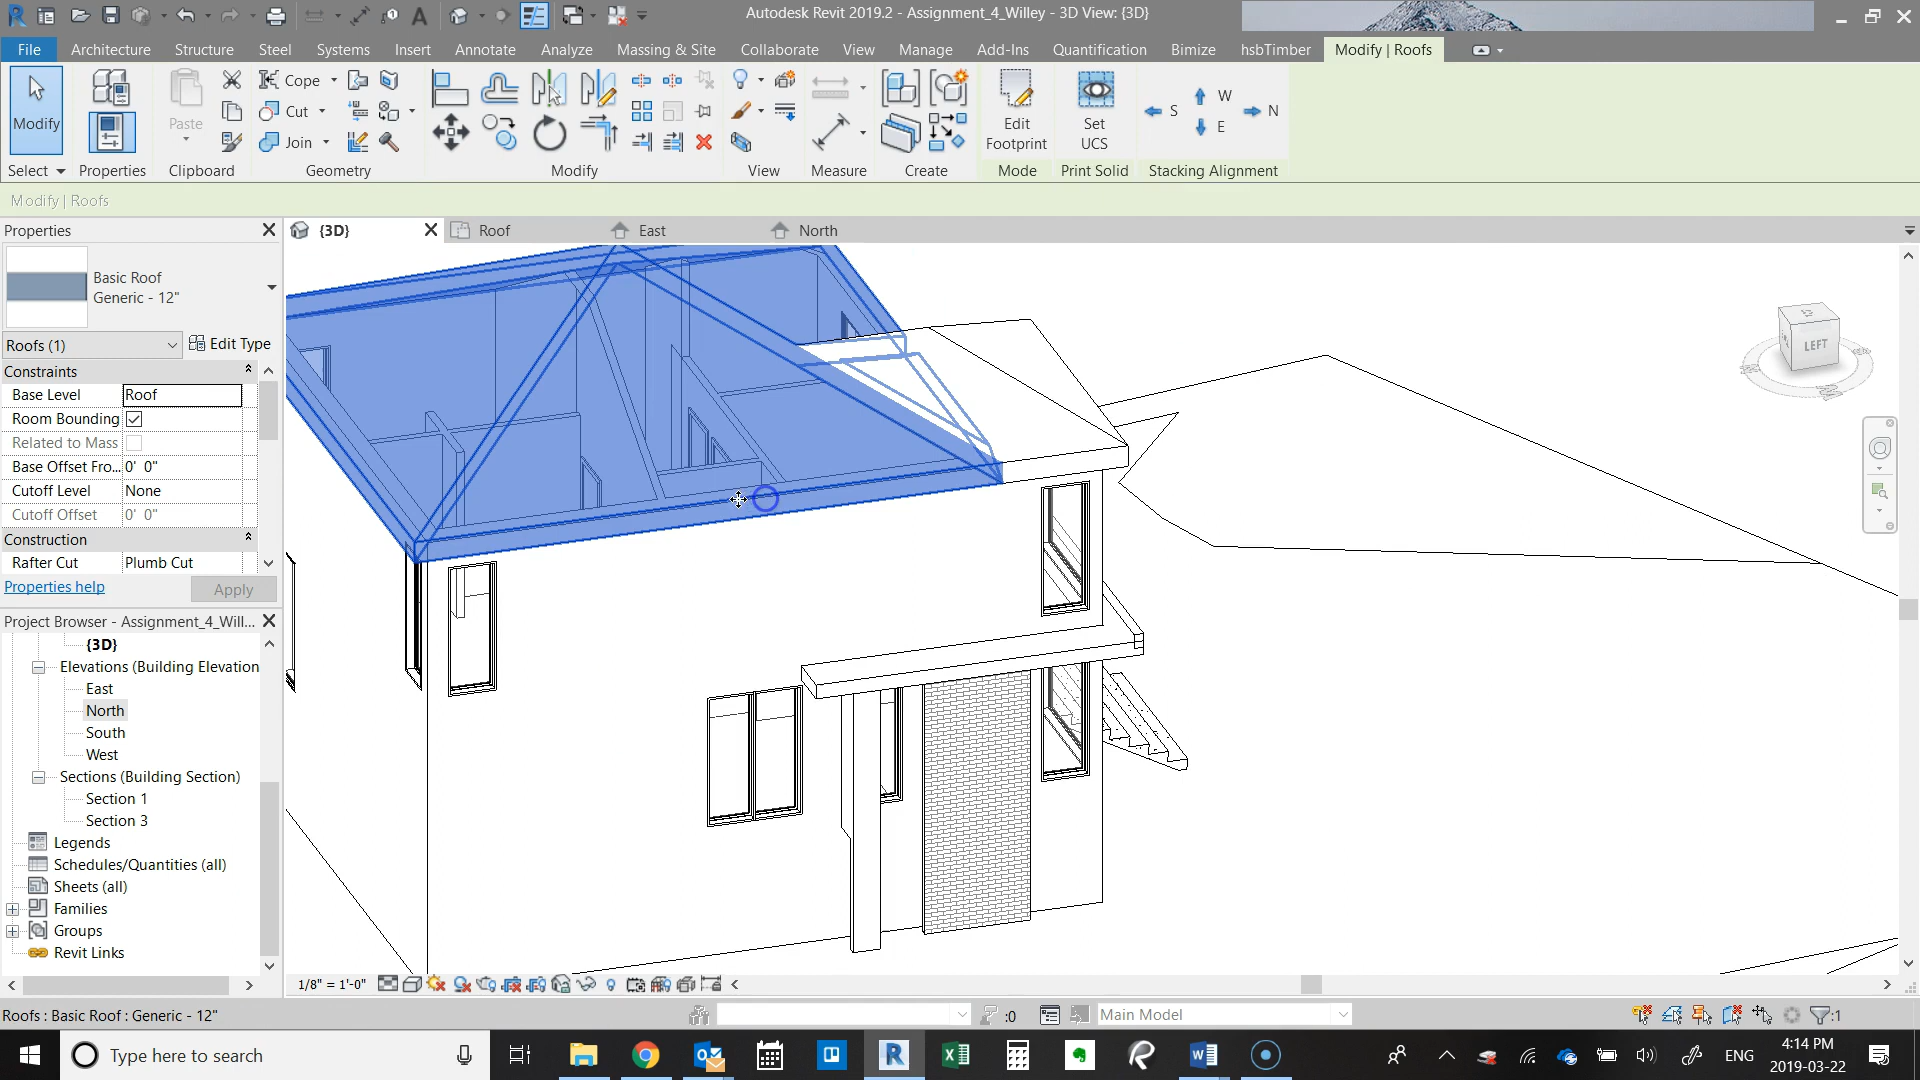 Autodesk Revit 2019.2 - Assignment_4_Willey - 3D View: {3D}
File Architecture Structure Steel Systems Insert Annotate Analyze Massing & Site Collaborate View Manage Add-Ins Quantification Bimize hsbTimber Modify | Roofs
Modify
Paste
Cope
Cut
Join
Edit Footprint
Set UCS
S W E N
Select Properties Clipboard Geometry Modify View Measure Create Mode Print Solid Stacking Alignment
Modify | Roofs
Properties
{3D} Roof East North
Basic Roof
Generic - 12"
Roofs (1) Edit Type
Constraints
Base Level Roof
Room Bounding
Related to Mass
Base Offset Fro... 0' 0"
Cutoff Level None
Cutoff Offset 0' 0"
Construction
Rafter Cut Plumb Cut
Properties help Apply
LEFT
Project Browser - Assignment_4_Will...
{3D}
Elevations (Building Elevation
East
North
South
West
Sections (Building Section)
Section 1
Section 3
Legends
Schedules/Quantities (all)
Sheets (all)
Families
Groups
Revit Links
1/8" = 1'-0"
Roofs : Basic Roof : Generic - 12" :0 Main Model :1
Type here to search
ENG
4:14 PM
2019-03-22